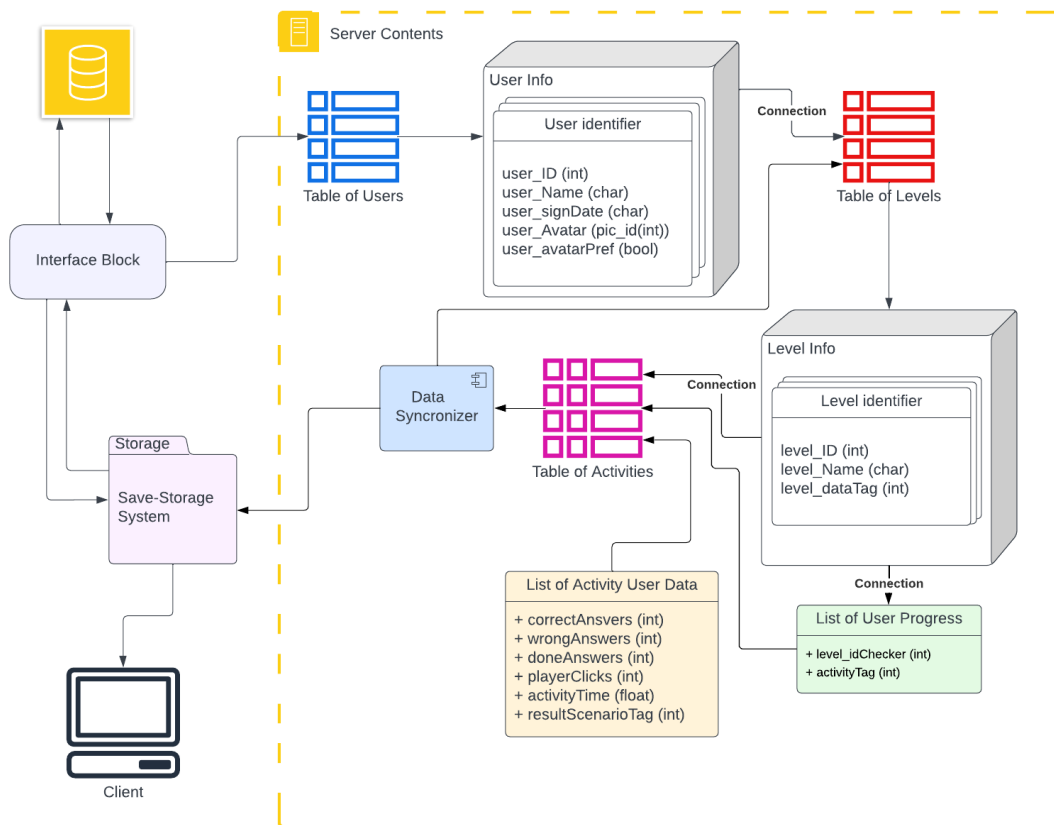 Server Contents
User Info
User identifier
user_ID (int)
user_Name (char)
user_signDate (char)
user_Avatar (pic_id(int))
user_avatarPref (bool)
Connection
Table of Users
Table of Levels
Interface Block
Level Info
Level identifier
level_ID (int)
level_Name (char)
level_dataTag (int)
Connection
Data
Syncronizer
Table of Activities
Storage
Save-Storage
System
Connection
List of Activity User Data
+ correctAnsvers (int)
+ wrongAnswers (int)
+ doneAnswers (int)
+ playerClicks (int)
+ activityTime (float)
+ resultScenarioTag (int)
List of User Progress
+ level_idChecker (int)
+ activityTag (int)
Client